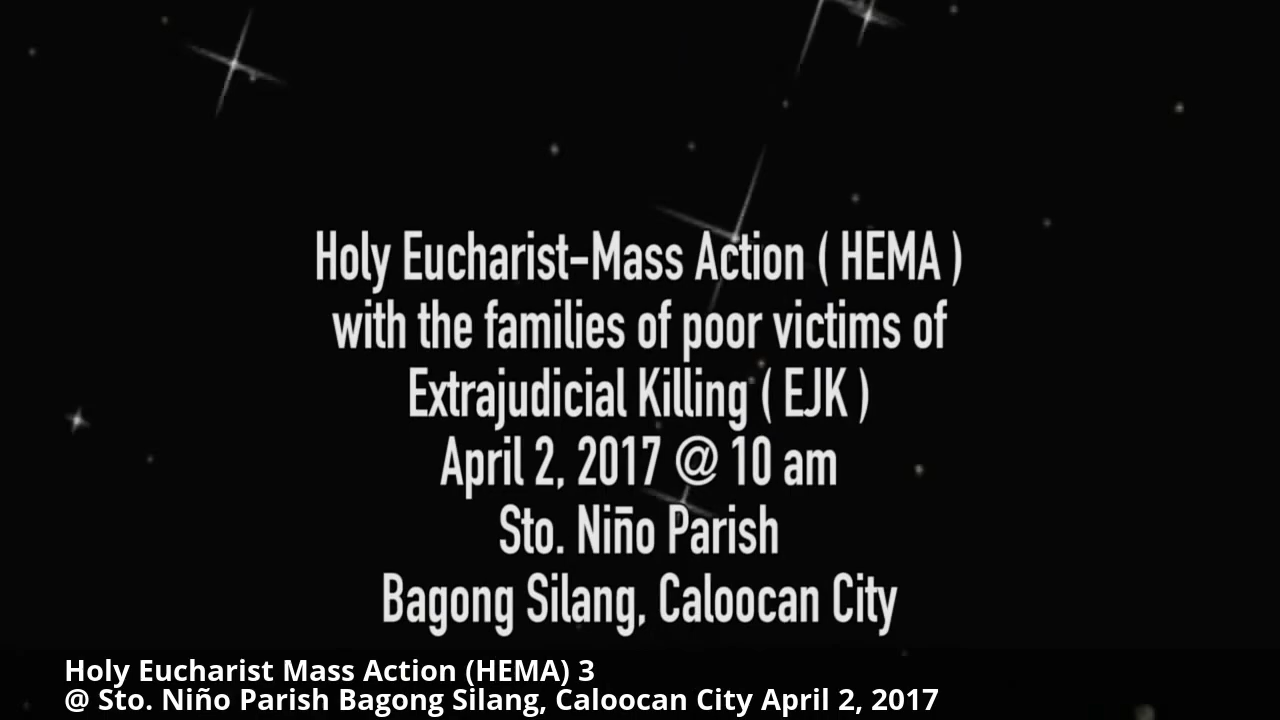 Holy Eucharist-Mass Action ( HEMA )
with the families of poor victims of
Extrajudicial Killing ( EJK )
April 2, 2017 @ 10 am
Sto. Niño Parish
Bagong Silang, Caloocan City
Holy Eucharist Mass Action (HEMA) 3
@ Sto. Niño Parish Bagong Silang, Caloocan City April 2, 2017